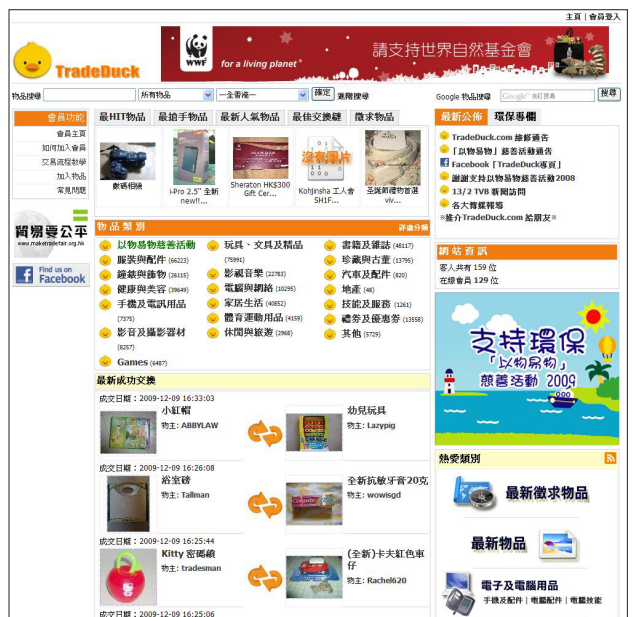 主頁 | 會員登入
TradeDuck
WWF
for a living planet®
請支持世界自然基金會
物品搜尋
所有物品
—全香港—
確定
進階搜尋
Google 物品搜尋
Google™ 自訂搜尋
搜尋
會員功能
會員主頁
如何加入會員
交易流程教學
加入物品
常見問題
貿易要公平
www.maketradefair.org.hk
Find us on
Facebook
最HIT物品
最搶手物品
最新人氣物品
最佳交換鍵
徵求物品
數碼相機
i-Pro 2.5" 全新 new!!...
Sheraton HK$300 Gift Cer...
沒有圖片
Kohjinsha 工人會 SH1F...
聖誕節禮物首選 viv...
物品類別
詳盡分類
以物易物慈善活動
服裝與配件 (66223)
鐘錶與飾物 (26115)
健康與美容 (39649)
手機及電訊用品 (7375)
影音及攝影器材 (8257)
Games (6487)
玩具、文具及精品 (75991)
影視音樂 (22783)
電腦與網絡 (10295)
家居生活 (40852)
體育運動用品 (4159)
休閒與旅遊 (2968)
書籍及雜誌 (48117)
珍藏與古董 (13795)
汽車及配件 (820)
地產 (48)
技能及服務 (1261)
禮券及優惠券 (13558)
其他 (5729)
最新成功交換
成交日期：2009-12-09 16:33:03
小紅帽
物主: ABBYLAW
幼兒玩具
物主: Lazypig
成交日期：2009-12-09 16:26:08
浴室磅
物主: Tallman
全新抗敏牙膏20克
物主: wowisgd
成交日期：2009-12-09 16:25:44
Kitty 密碼鎖
物主: tradesman
(全新)卡夫紅色車仔
物主: Rachel620
成交日期：2009-12-09 16:25:06
最新公佈
環保專欄
TradeDuck.com 維修通告
「以物易物」慈善活動通告
Facebook「TradeDuck專頁」
謝謝支持以物易物慈善活動2008
13/2 TVB 新聞訪問
各大傳媒報導
※推介TradeDuck.com 給朋友※
網站資訊
客人共有 159 位
在線會員 129 位
支持環保
「以物易物」
慈善活動 2009
熱愛類別
最新徵求物品
最新物品
電子及電腦用品
手機及配件 | 電腦配件 | 電腦技能